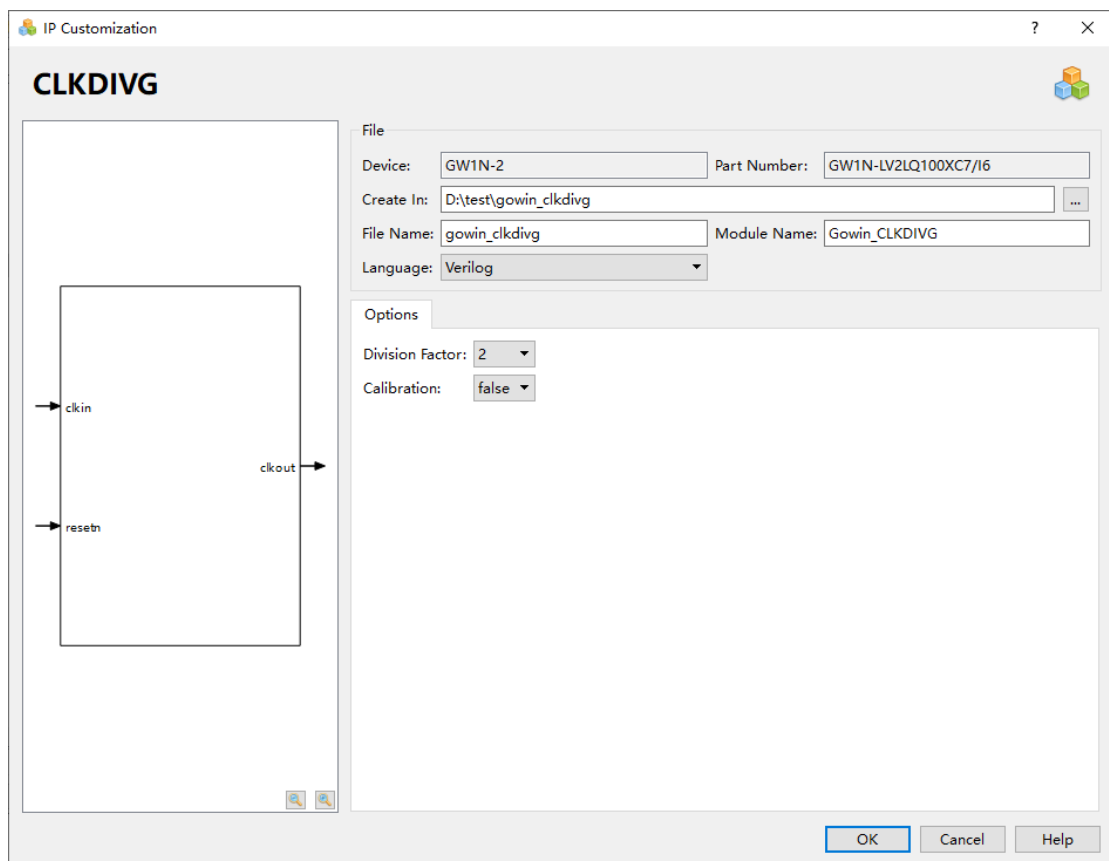 IP Customization ?
CLKDIVG
File
Device: GW1N-2 Part Number: GW1N-LV2LQ100XC7/I6
Create In: D:\test\gowin_clkdivg ...
File Name: gowin_clkdivg Module Name: Gowin_CLKDIVG
Language: Verilog
Options
Division Factor: 2
Calibration: false
clkin
clkout
resetn
OK Cancel Help